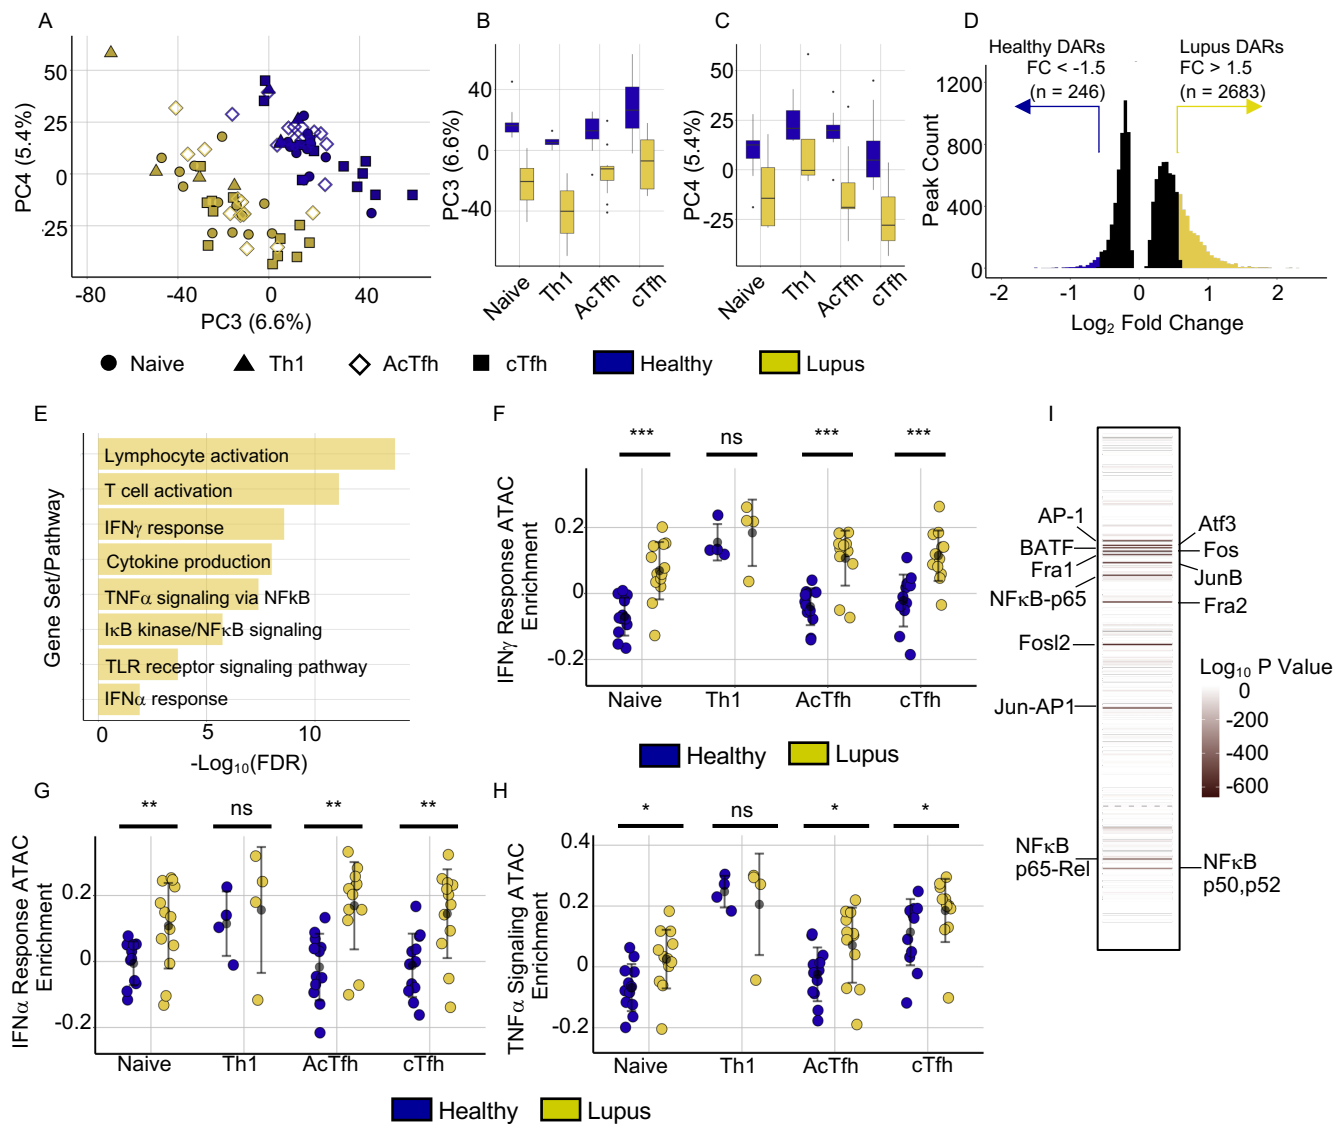 A
PC4 (5.4%)
50
25
0
-25
-80
-40
0
40
PC3 (6.6%)
B
PC3 (6.6%)
40
0
-40
Naive
Th1
AcTfh
cTfh
C
PC4 (5.4%)
50
25
0
-25
Naive
Th1
AcTfh
cTfh
D
Healthy DARs
FC < -1.5
(n = 246)
Lupus DARs
FC > 1.5
(n = 2683)
Peak Count
1200
800
400
0
-2
-1
0
1
2
Log₂ Fold Change
Naive
Th1
AcTfh
cTfh
Healthy
Lupus
E
Gene Set/Pathway
Lymphocyte activation
T cell activation
IFNγ response
Cytokine production
TNFα signaling via NFkB
IκB kinase/NFκB signaling
TLR receptor signaling pathway
IFNα response
0
5
10
-Log₁₀(FDR)
F
*** ns *** ***
IFNγ Response ATAC
Enrichment
0.2
0
-0.2
Naive
Th1
AcTfh
cTfh
Healthy
Lupus
I
AP-1
BATF
Fra1
NFκB-p65
Fosl2
Jun-AP1
NFκB
p65-Rel
Atf3
Fos
JunB
Fra2
NFκB
p50,p52
Log₁₀ P Value
0
-200
-400
-600
G
** ns ** **
IFNα Response ATAC
Enrichment
0.2
0
-0.2
Naive
Th1
AcTfh
cTfh
H
* ns * *
TNFα Signaling ATAC
Enrichment
0.4
0.2
0
-0.2
Naive
Th1
AcTfh
cTfh
Healthy
Lupus